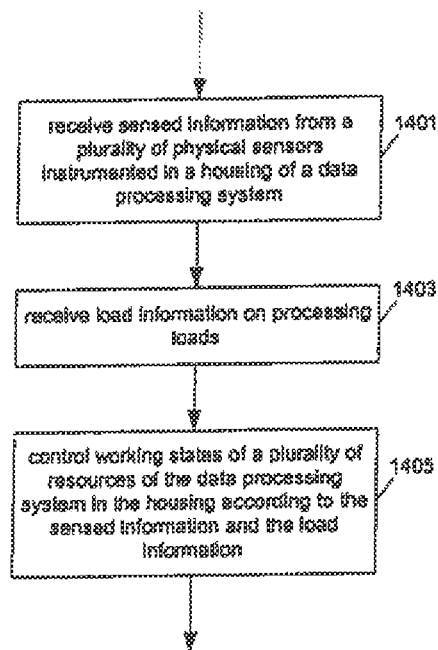 receive sensed information from a
plurality of physical sensors
instrumented in a housing of a data
processing system
1401
receive load information on processing
loads
1403
control working states of a plurality of
resources of the data processing
system in the housing according to the
sensed information and the load
information
1405